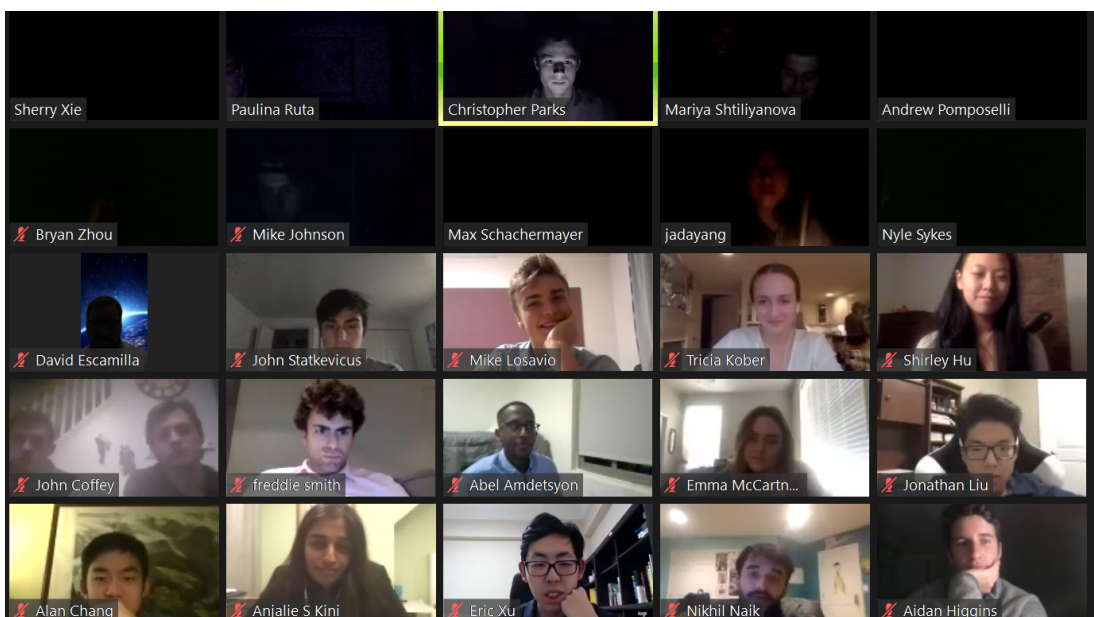 Sherry Xie
Paulina Ruta
Christopher Parks
Mariya Shtiliyanova
Andrew Pomposelli
Bryan Zhou
Mike Johnson
Max Schachermayer
jadayang
Nyle Sykes
David Escamilla
John Statkevicus
Mike Losavio
Tricia Kober
Shirley Hu
John Coffey
freddie smith
Abel Amdetsyon
Emma McCartn...
Jonathan Liu
Alan Chang
Anjalie S Kini
Eric Xu
Nikhil Naik
Aidan Higgins